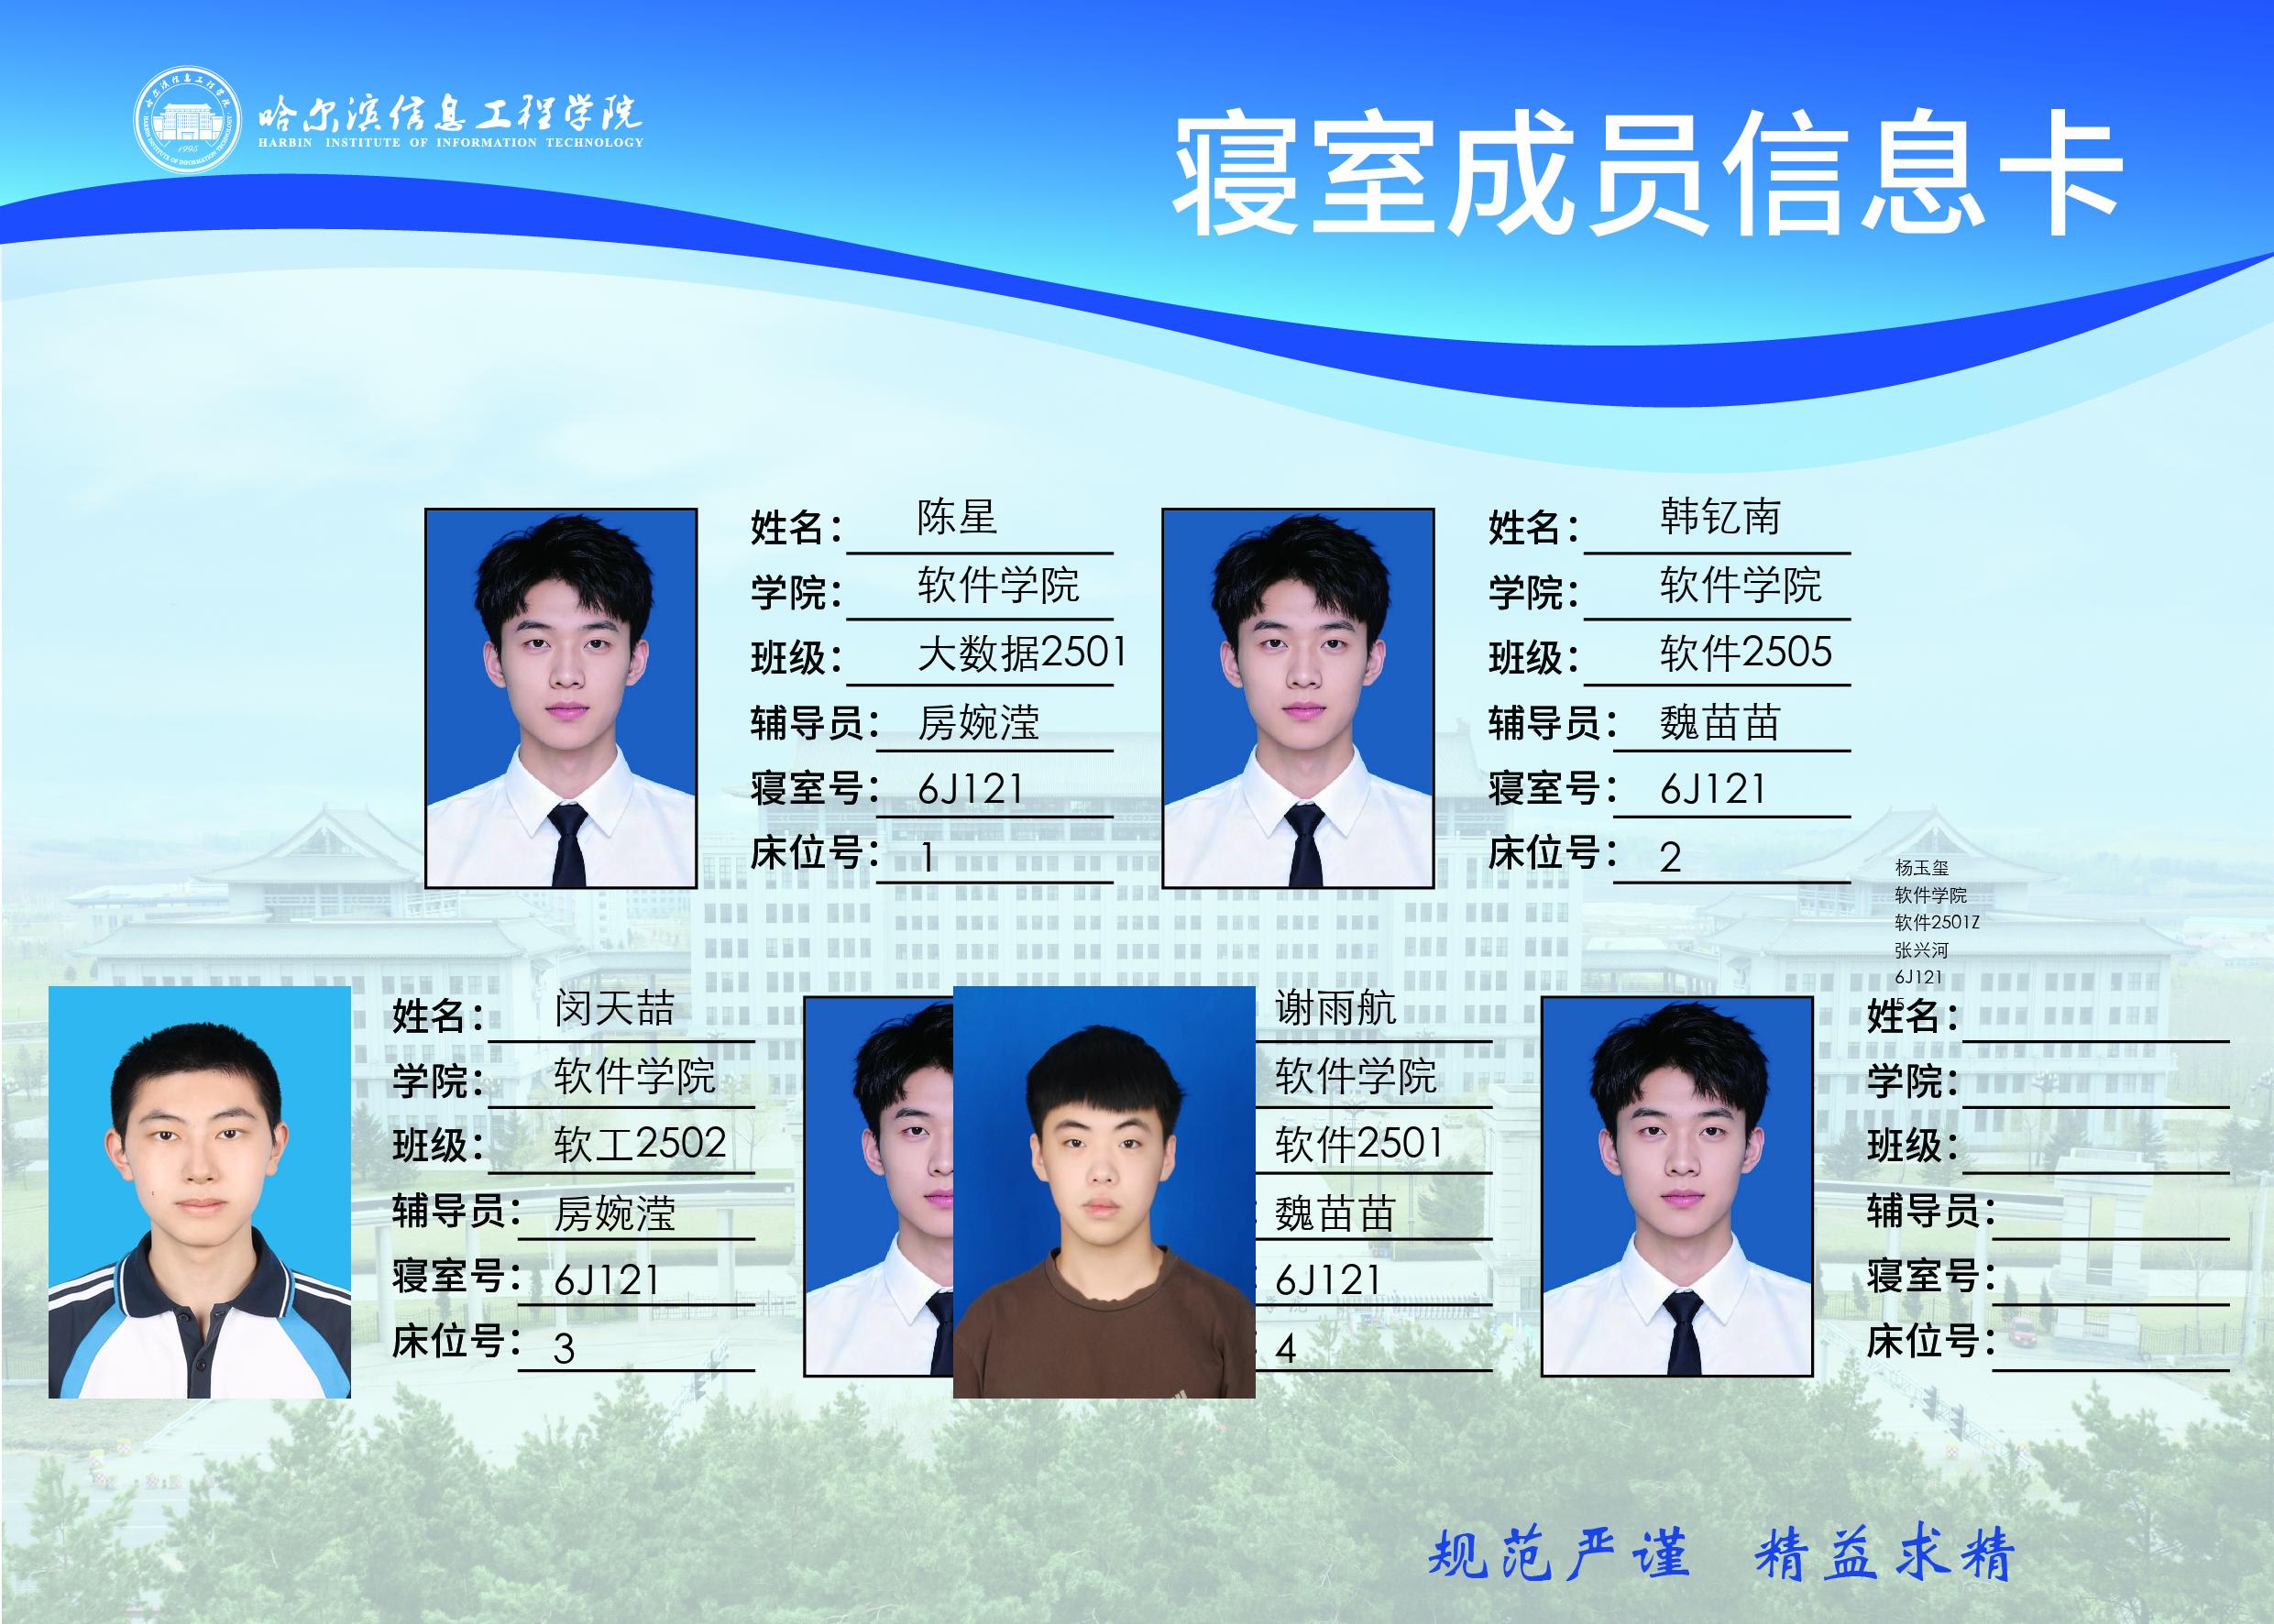 哈尔滨信息工程学院
HARBIN INSTITUTE OF INFORMATION TECHNOLOGY
1995
寝室成员信息卡
姓名: 陈星
学院: 软件学院
班级: 大数据2501
辅导员: 房婉滢
寝室号: 6J121
床位号: 1
姓名: 韩钇南
学院: 软件学院
班级: 软件2505
辅导员: 魏苗苗
寝室号: 6J121
床位号: 2
杨玉玺
软件学院
软件2501Z
张兴河
6J121
5
姓名: 闵天喆
学院: 软件学院
班级: 软工2502
辅导员: 房婉滢
寝室号: 6J121
床位号: 3
谢雨航
软件学院
软件2501
魏苗苗
6J121
4
姓名:
学院:
班级:
辅导员:
寝室号:
床位号:
规范严谨 精益求精